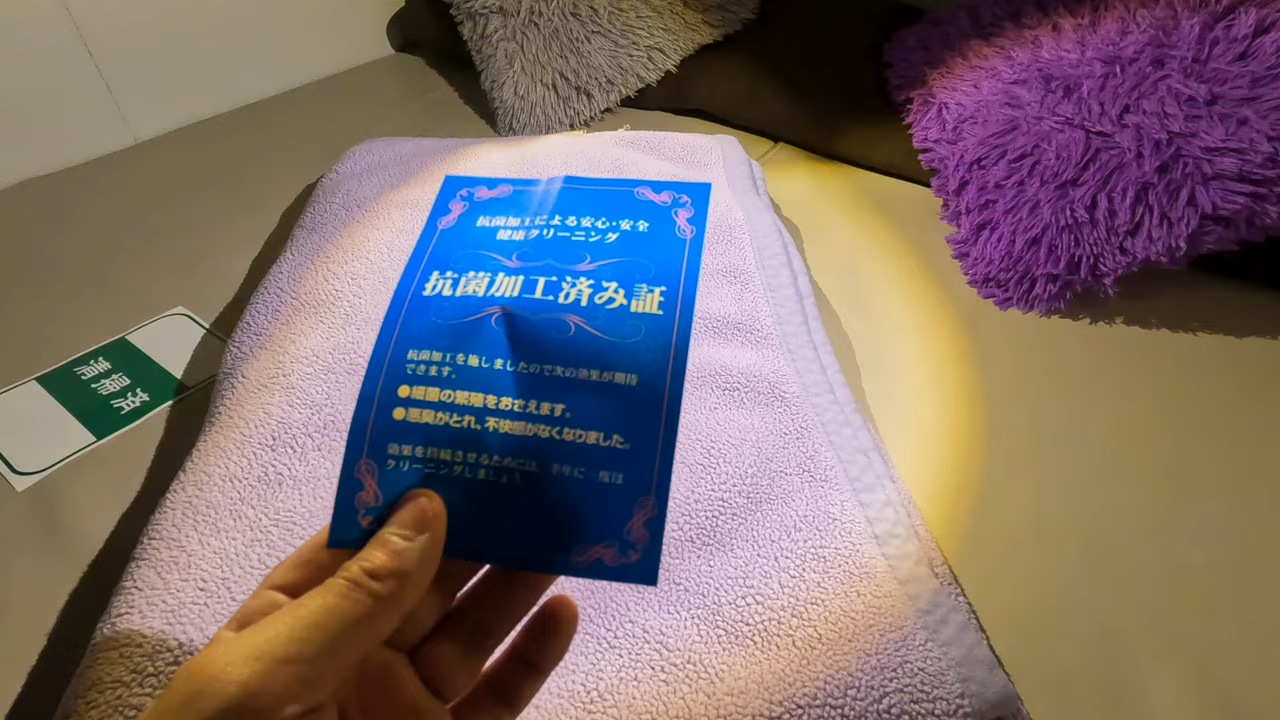 抗菌加工による安心・安全
健康クリーニング
抗菌加工済み証
抗菌加工を施しましたので次の効果が期待
できます。
●細菌の繁殖をおさえます。
●悪臭がとれ、不快感がなくなりました。
効果を持続させるためには、半年に一度は
クリーニングしましょう
清掃済